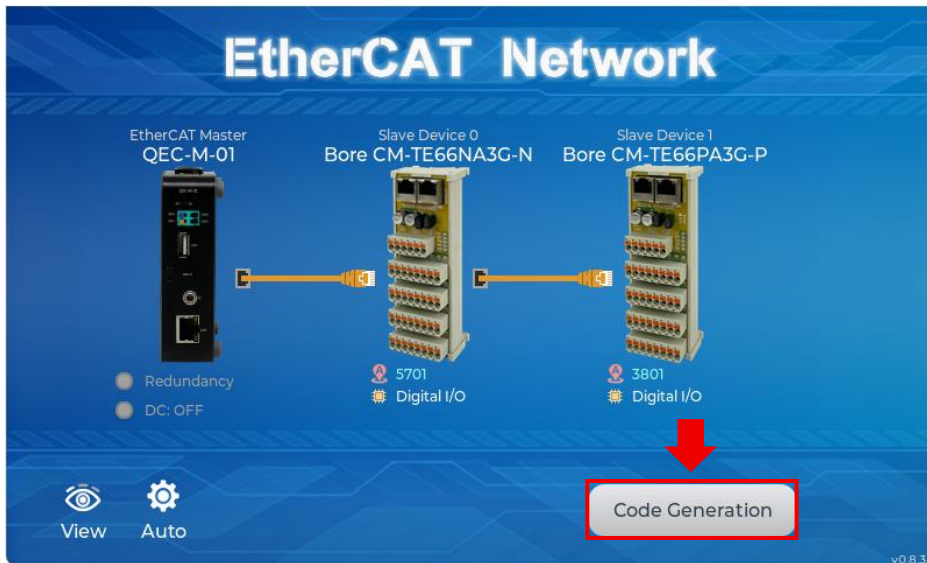 EtherCAT Network
EtherCAT Master
QEC-M-01
Slave Device 0
Bore CM-TE66NA3G-N
Slave Device 1
Bore CM-TE66PA3G-P
Redundancy
DC: OFF
5701
Digital I/O
3801
Digital I/O
View
Auto
Code Generation
v0.8.3